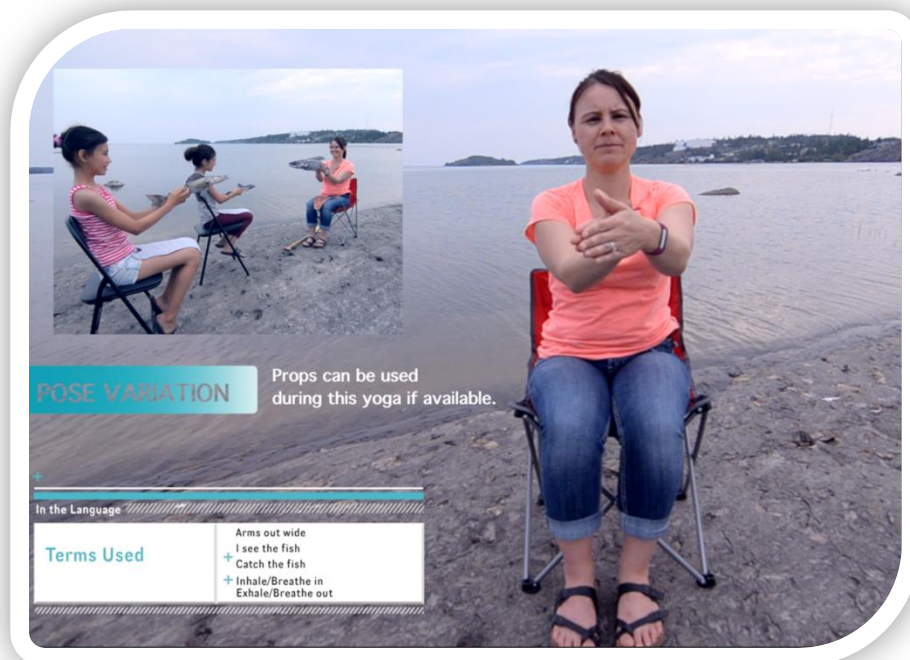 POSE VARIATION
Props can be used
during this yoga if available.
In the Language
Terms Used
Arms out wide
I see the fish
Catch the fish
Inhale/Breathe in
Exhale/Breathe out